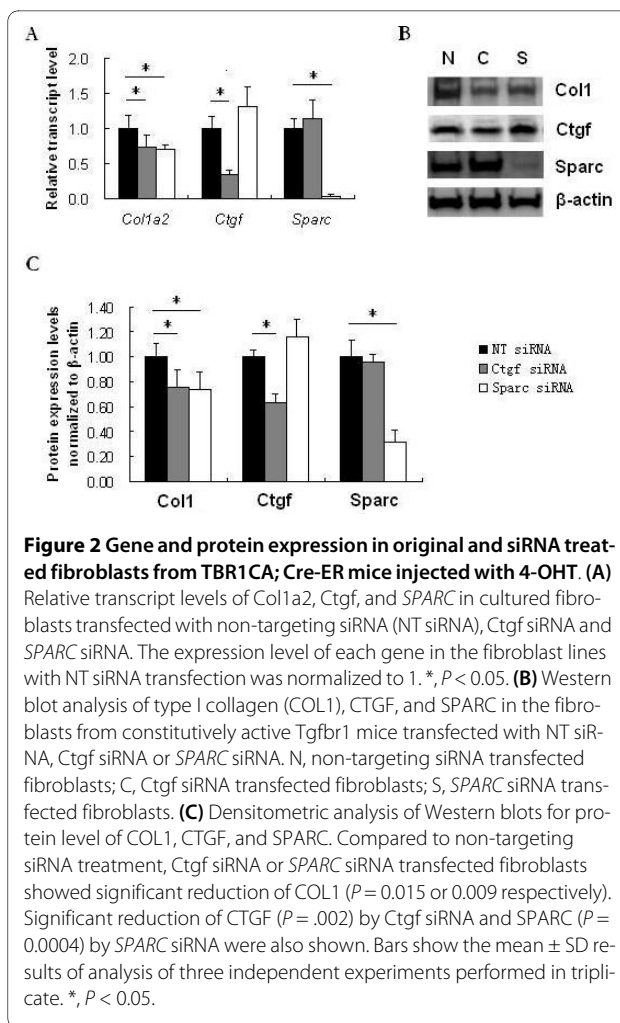 A
B
Relative transcript level
2.0
1.5
1.0
0.5
0.0
*
*
*
*
Col1a2
Ctgf
Sparc
N C S
Col1
Ctgf
Sparc
β-actin
C
Protein expression levels
normalized to β-actin
1.40
1.20
1.00
0.80
0.60
0.40
0.20
0.00
*
*
*
*
Col1
Ctgf
Sparc
NT siRNA
Ctgf siRNA
Sparc siRNA
Figure 2 Gene and protein expression in original and siRNA treat-
ed fibroblasts from TBR1CA; Cre-ER mice injected with 4-OHT. (A)
Relative transcript levels of Col1a2, Ctgf, and SPARC in cultured fibro-
blasts transfected with non-targeting siRNA (NT siRNA), Ctgf siRNA and
SPARC siRNA. The expression level of each gene in the fibroblast lines
with NT siRNA transfection was normalized to 1. *, P < 0.05. (B) Western
blot analysis of type I collagen (COL1), CTGF, and SPARC in the fibro-
blasts from constitutively active Tgfbr1 mice transfected with NT siR-
NA, Ctgf siRNA or SPARC siRNA. N, non-targeting siRNA transfected
fibroblasts; C, Ctgf siRNA transfected fibroblasts; S, SPARC siRNA trans-
fected fibroblasts. (C) Densitometric analysis of Western blots for pro-
tein level of COL1, CTGF, and SPARC. Compared to non-targeting
siRNA treatment, Ctgf siRNA or SPARC siRNA transfected fibroblasts
showed significant reduction of COL1 (P = 0.015 or 0.009 respectively).
Significant reduction of CTGF (P = .002) by Ctgf siRNA and SPARC (P =
0.0004) by SPARC siRNA were also shown. Bars show the mean ± SD re-
sults of analysis of three independent experiments performed in tripli-
cate. *, P < 0.05.